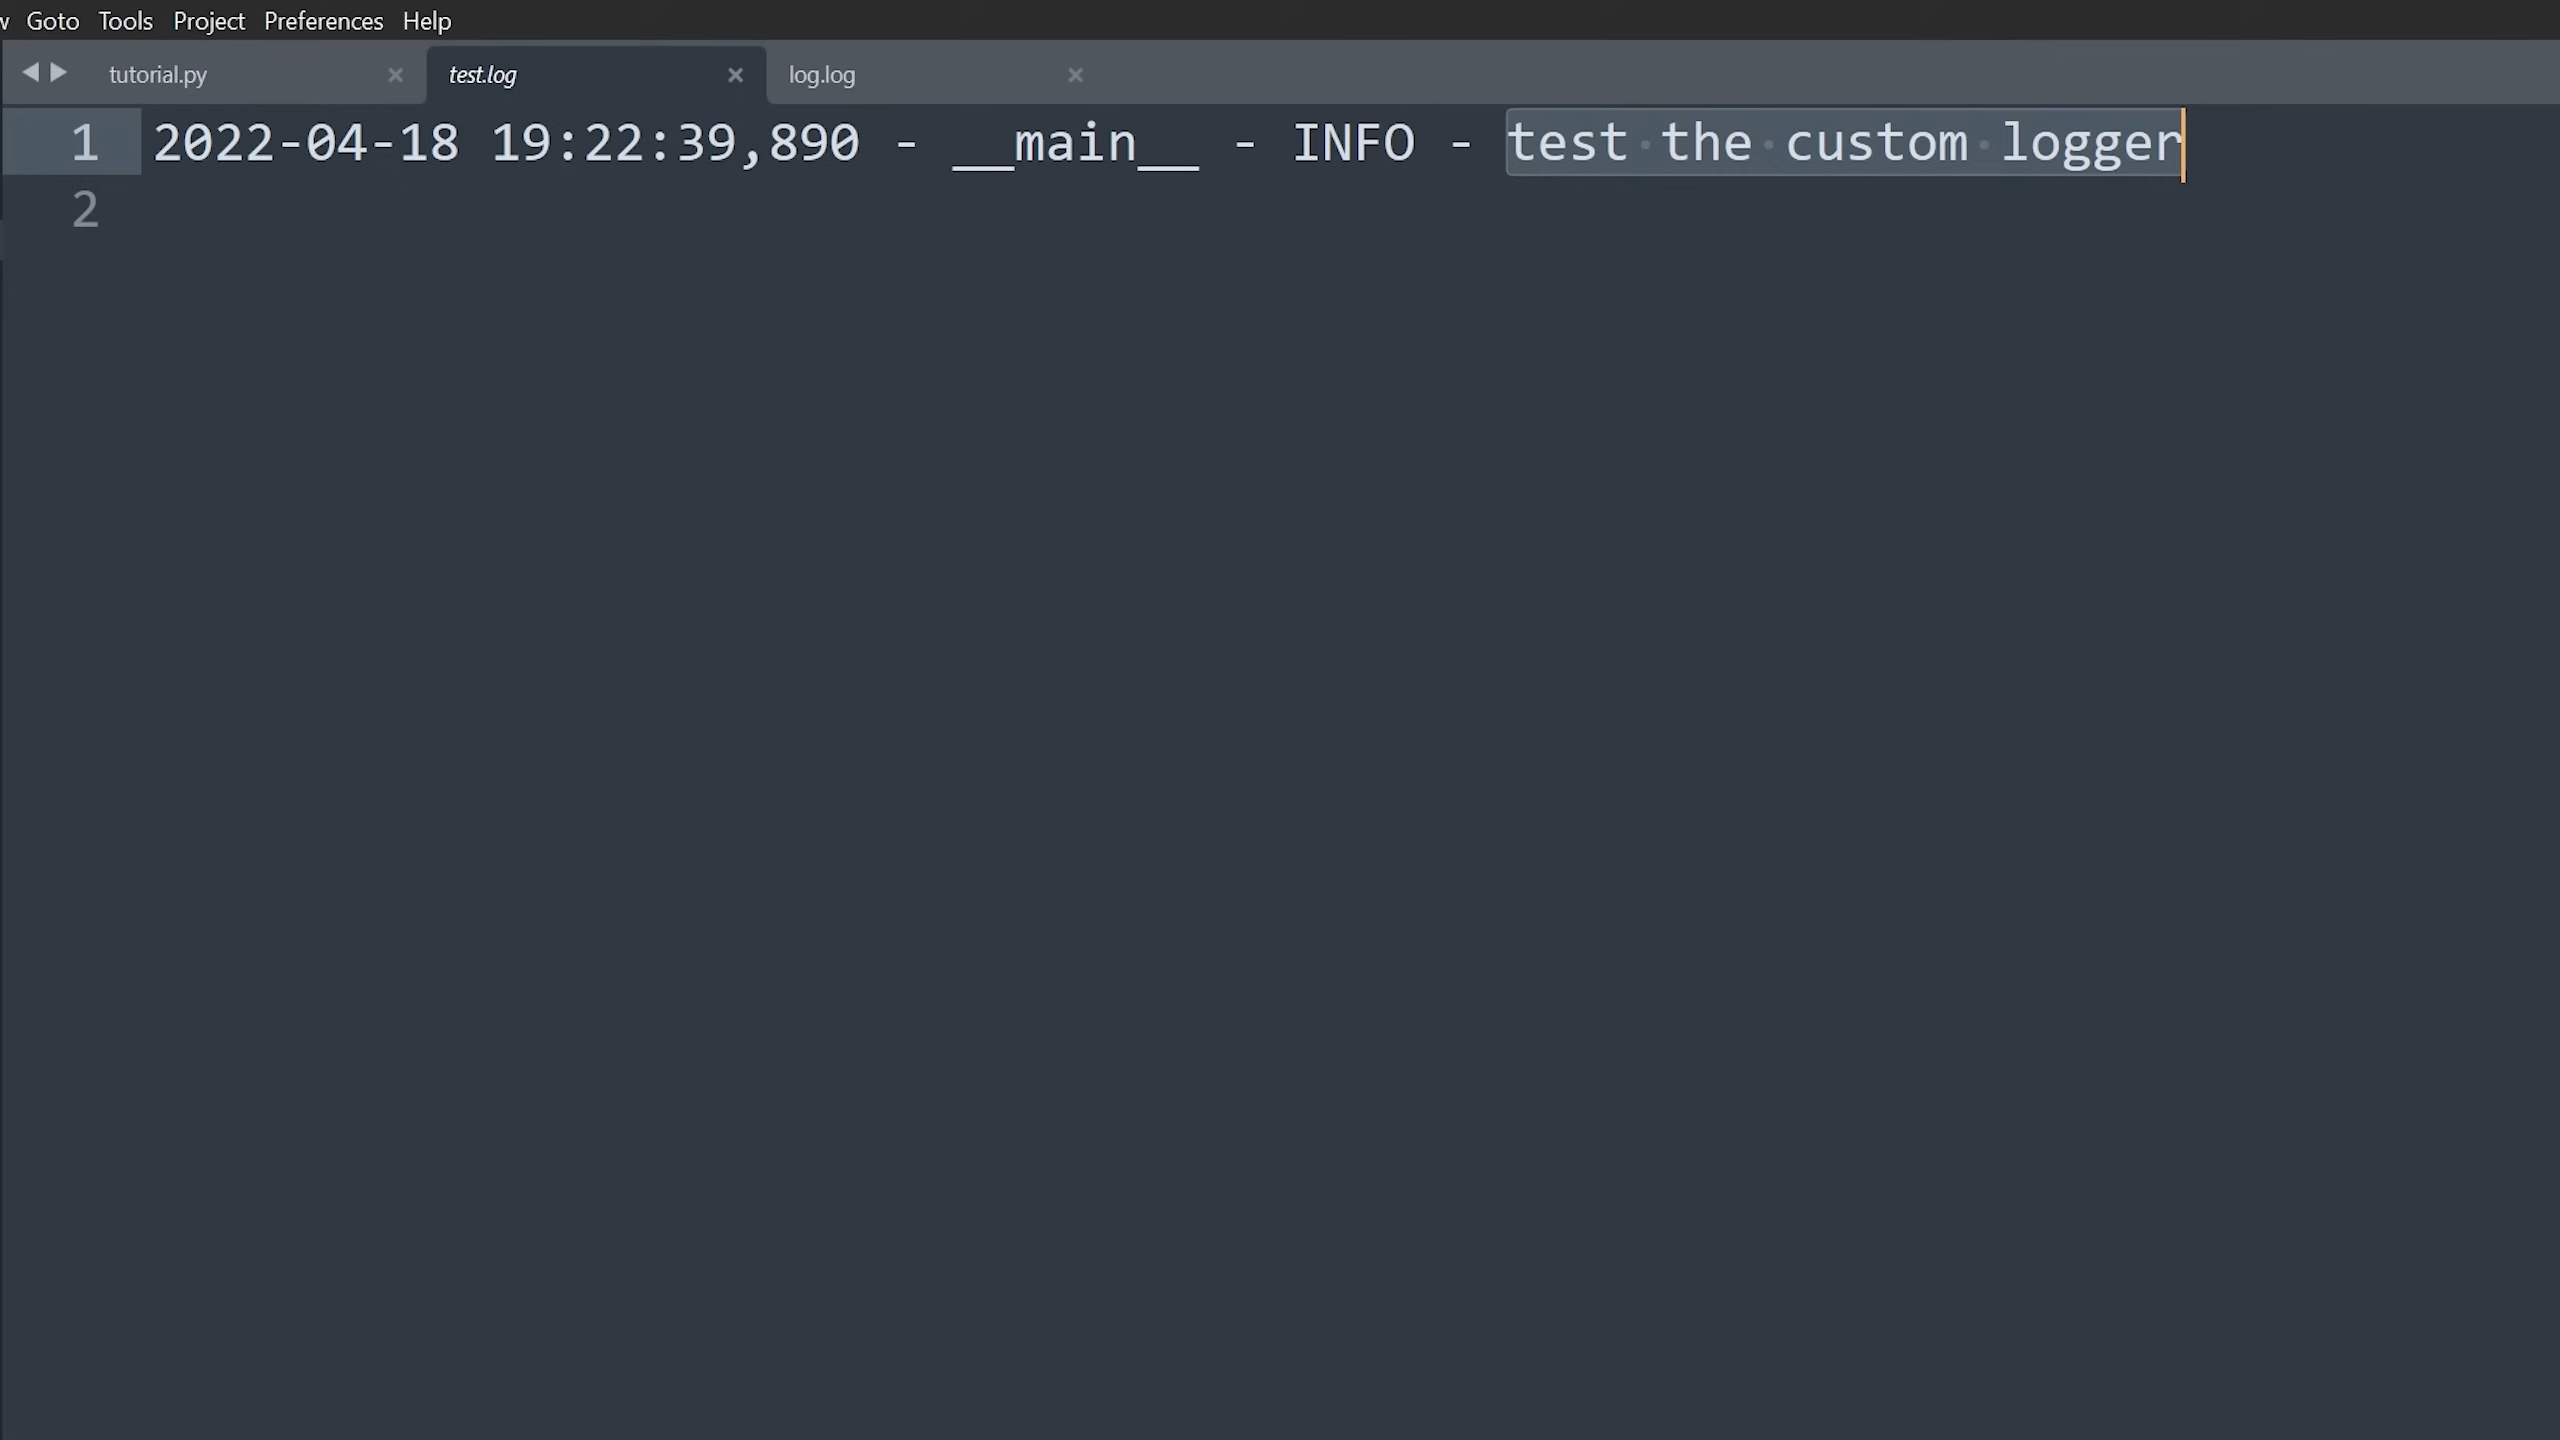 Goto Tools Project Preferences Help
tutorial.py test.log log.log
1 2022-04-18 19:22:39,890 - __main__ - INFO - test the custom logger
2